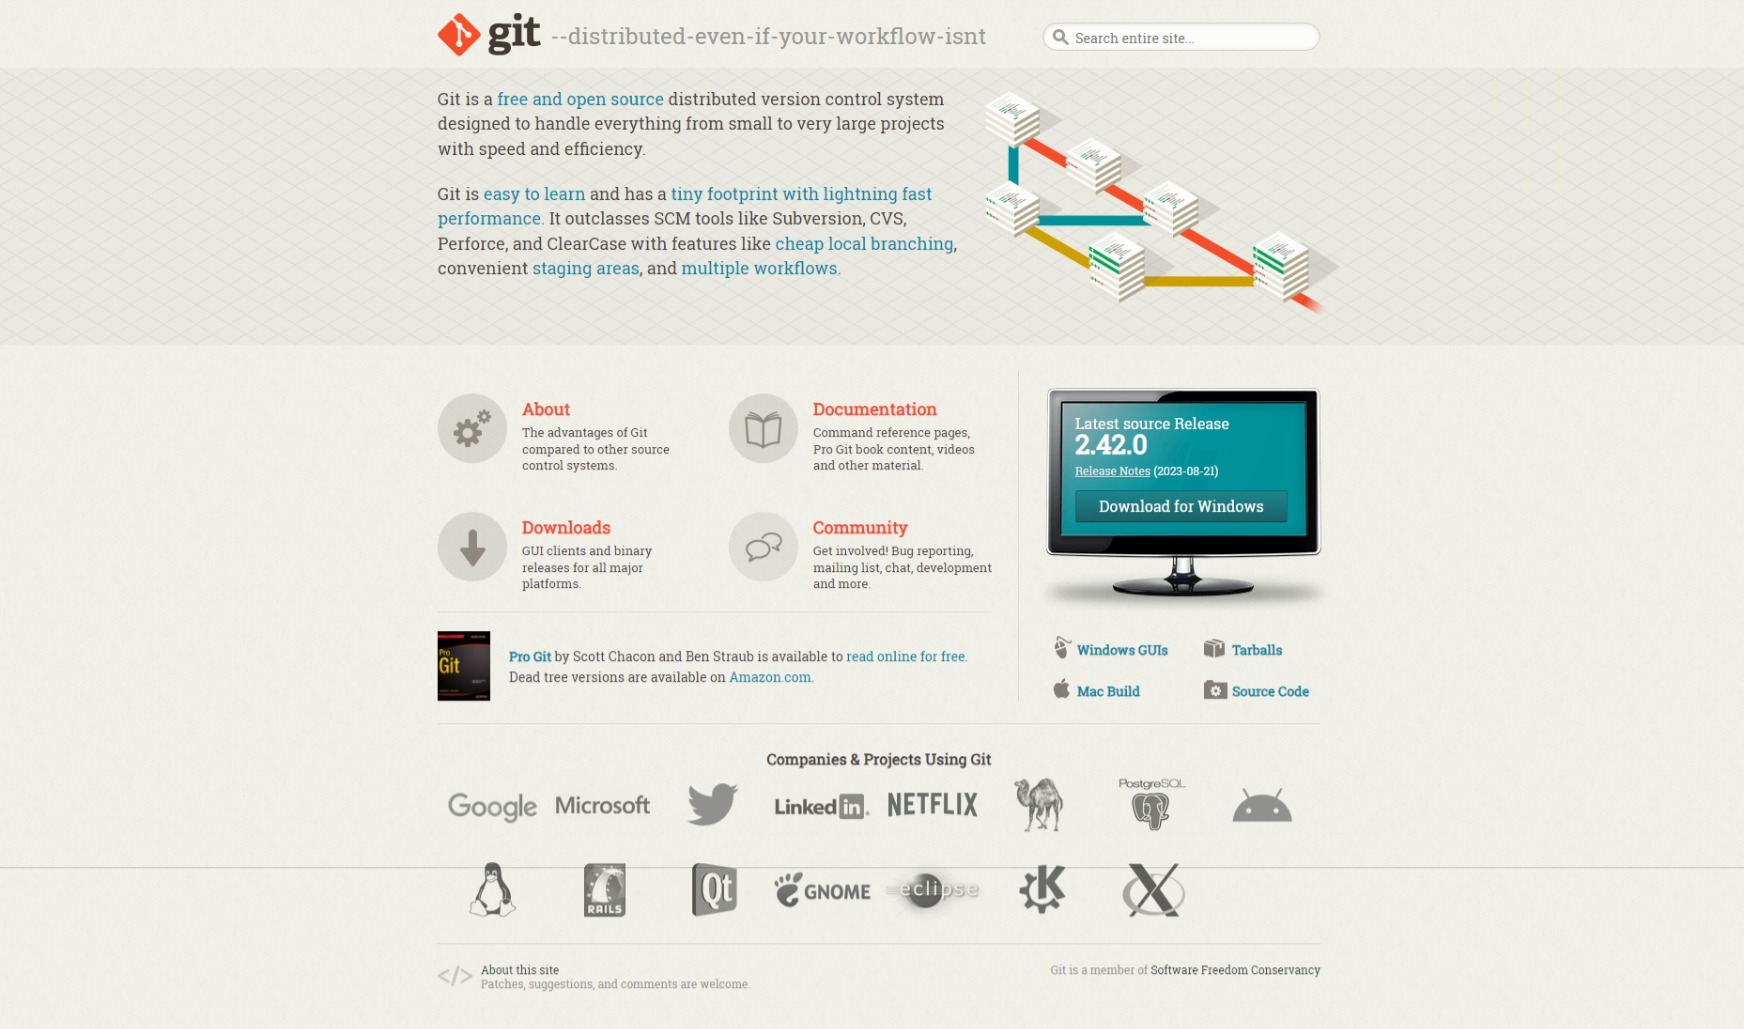 git --distributed-even-if-your-workflow-isnt
Search entire site...
Git is a free and open source distributed version control system
designed to handle everything from small to very large projects
with speed and efficiency.
Git is easy to learn and has a tiny footprint with lightning fast
performance. It outclasses SCM tools like Subversion, CVS,
Perforce, and ClearCase with features like cheap local branching,
convenient staging areas, and multiple workflows.
About
The advantages of Git
compared to other source
control systems.
Documentation
Command reference pages,
Pro Git book content, videos
and other material.
Downloads
GUI clients and binary
releases for all major
platforms.
Community
Get involved! Bug reporting,
mailing list, chat, development
and more.
Pro
Git
Pro Git by Scott Chacon and Ben Straub is available to read online for free.
Dead tree versions are available on Amazon.com.
Latest source Release
2.42.0
Release Notes (2023-08-21)
Download for Windows
Windows GUIs
Tarballs
Mac Build
Source Code
Companies & Projects Using Git
Google Microsoft LinkedIn NETFLIX PostgreSQL
RAILS Qt GNOME eclipse K X
</> About this site
Patches, suggestions, and comments are welcome.
Git is a member of Software Freedom Conservancy